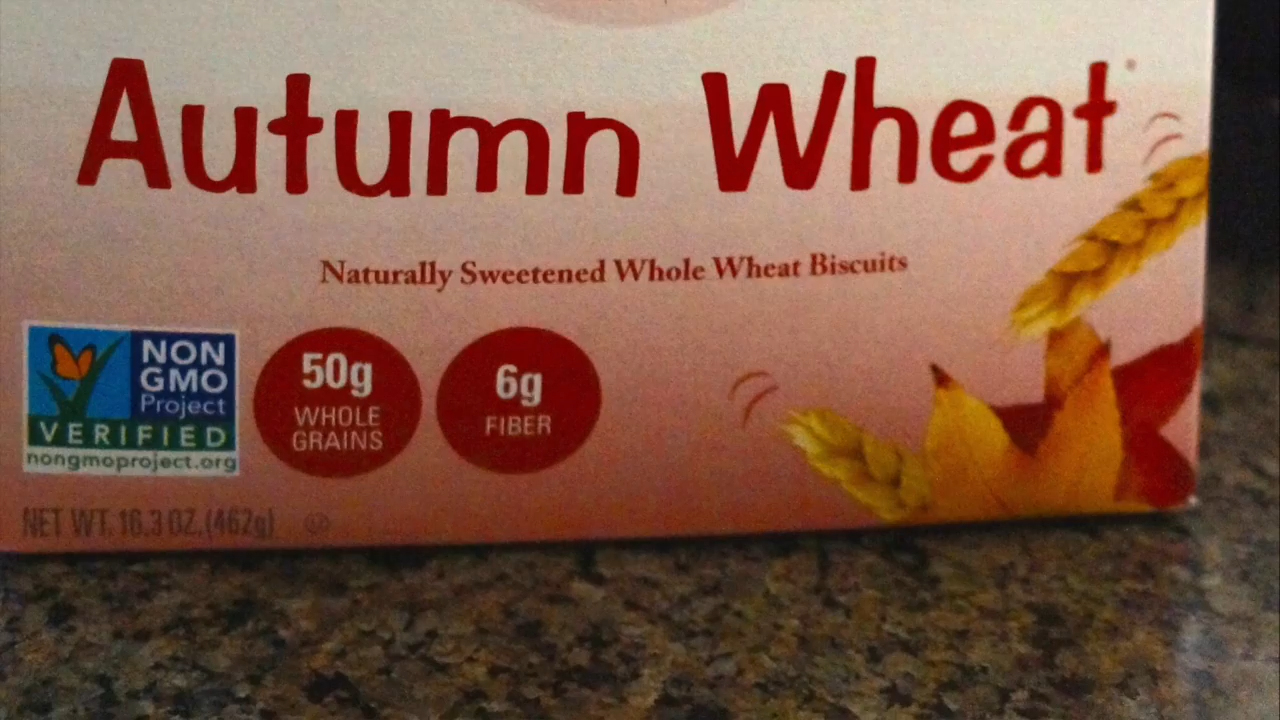 Autumn Wheat
Naturally Sweetened Whole Wheat Biscuits
NON
GMO
Project
VERIFIED
nongmoproject.org
50g
WHOLE
GRAINS
6g
FIBER
NET WT. 16.3 OZ. (462g)